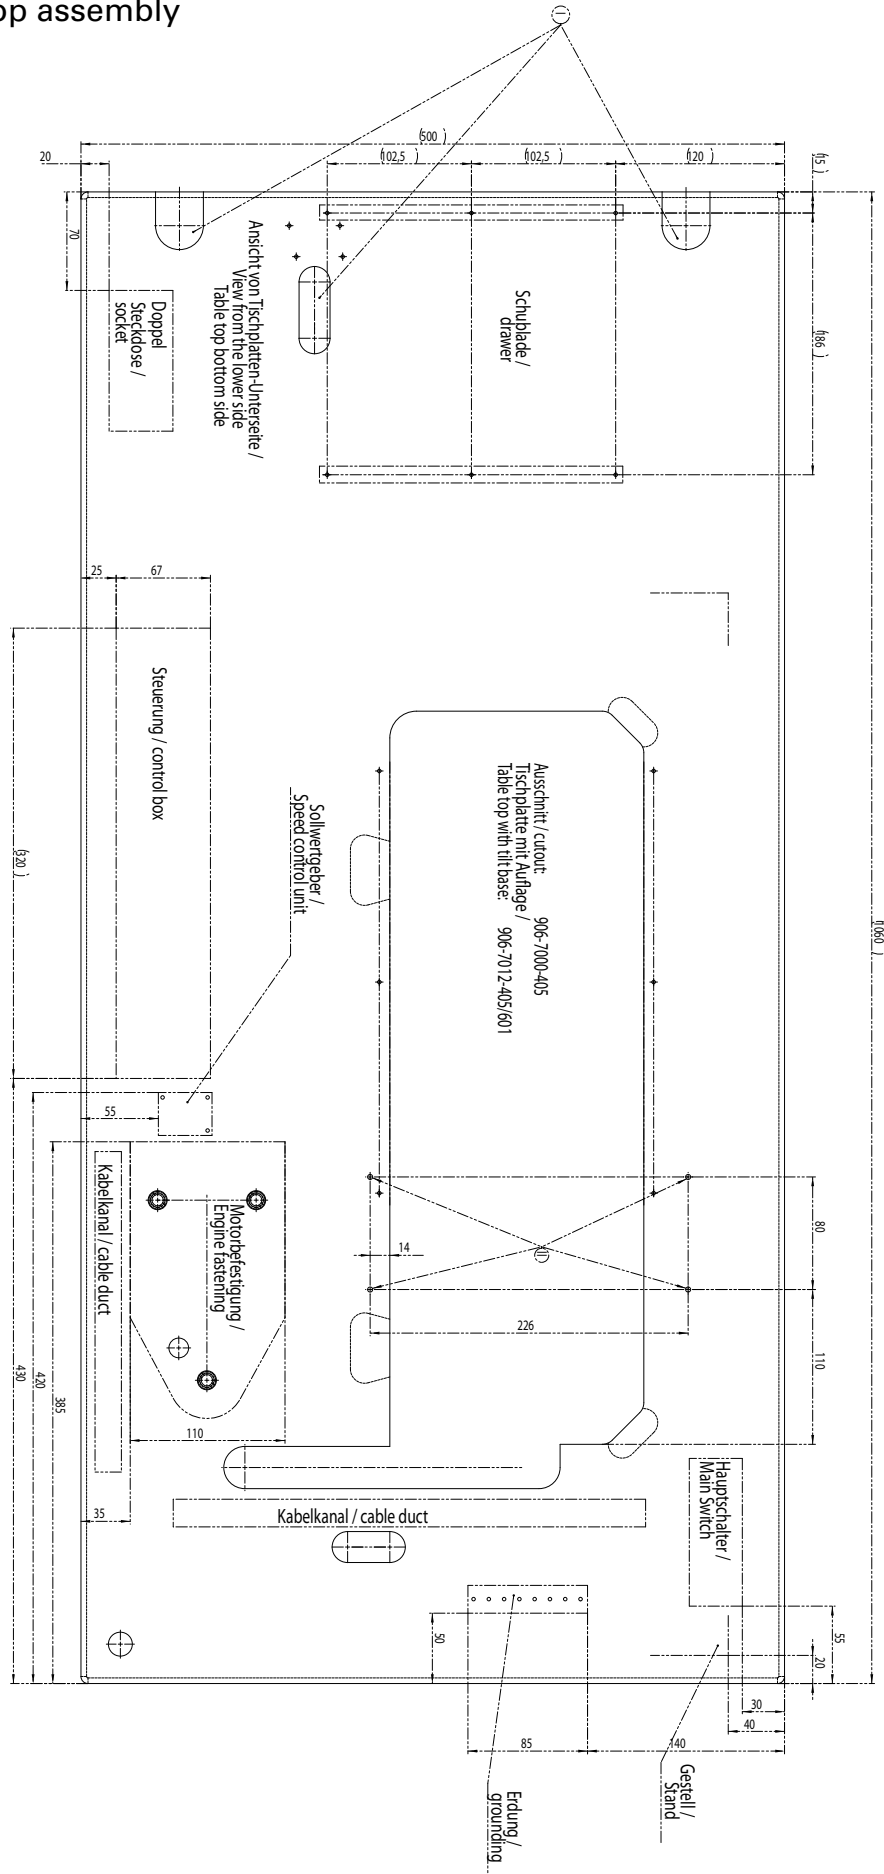 op assembly
(500 )
20
(102,5 )
(102,5 )
(120 )
(15 )
70
(186 )
Doppel
Steckdose /
socket
Ansicht von Tischplatten-Unterseite /
View from the lower side
Table top bottom side
Schublade /
drawer
25
67
Steuerung / control box
(320 )
Sollwertgeber /
Speed control unit
Ausschnitt / cutout:
Tischplatte mit Auflage / 906-7000-405
Table top with tilt base: 906-7012-405/601
(1060 )
55
Kabelkanal / cable duct
Motorbefestigung /
Engine fastening
14
80
226
110
430
420
385
110
35
Kabelkanal / cable duct
Hauptschalter /
Main Switch
50
55
20
30
40
85
140
Gestell /
Stand
Erdung /
grounding